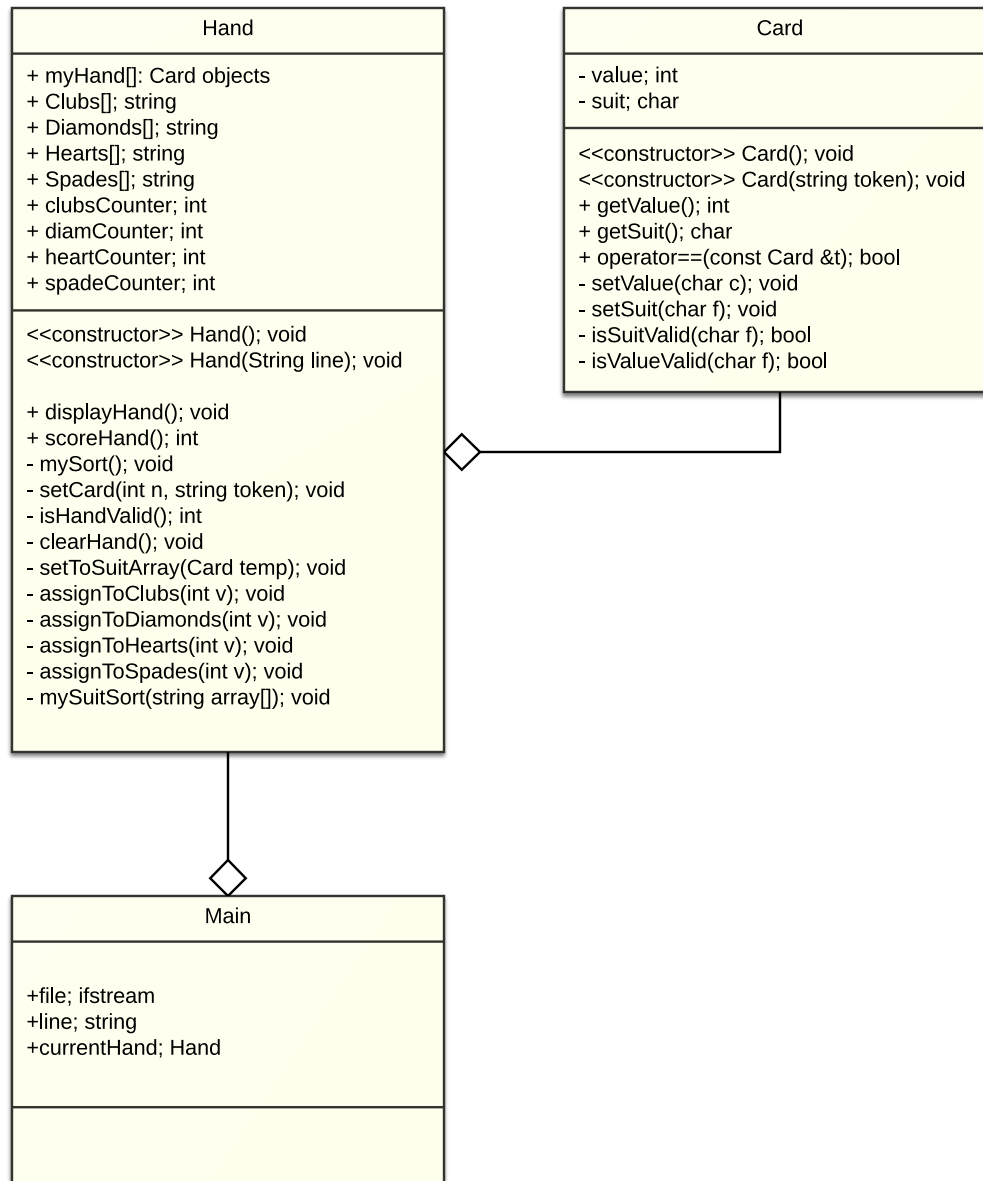 Hand
+ myHand[]: Card objects
+ Clubs[]; string
+ Diamonds[]; string
+ Hearts[]; string
+ Spades[]; string
+ clubsCounter; int
+ diamCounter; int
+ heartCounter; int
+ spadeCounter; int
<<constructor>> Hand(); void
<<constructor>> Hand(String line); void
+ displayHand(); void
+ scoreHand(); int
- mySort(); void
- setCard(int n, string token); void
- isHandValid(); int
- clearHand(); void
- setToSuitArray(Card temp); void
- assignToClubs(int v); void
- assignToDiamonds(int v); void
- assignToHearts(int v); void
- assignToSpades(int v); void
- mySuitSort(string array[]); void
Card
- value; int
- suit; char
<<constructor>> Card(); void
<<constructor>> Card(string token); void
+ getValue(); int
+ getSuit(); char
+ operator==(const Card &t); bool
- setValue(char c); void
- setSuit(char f); void
- isSuitValid(char f); bool
- isValueValid(char f); bool
Main
+file; ifstream
+line; string
+currentHand; Hand